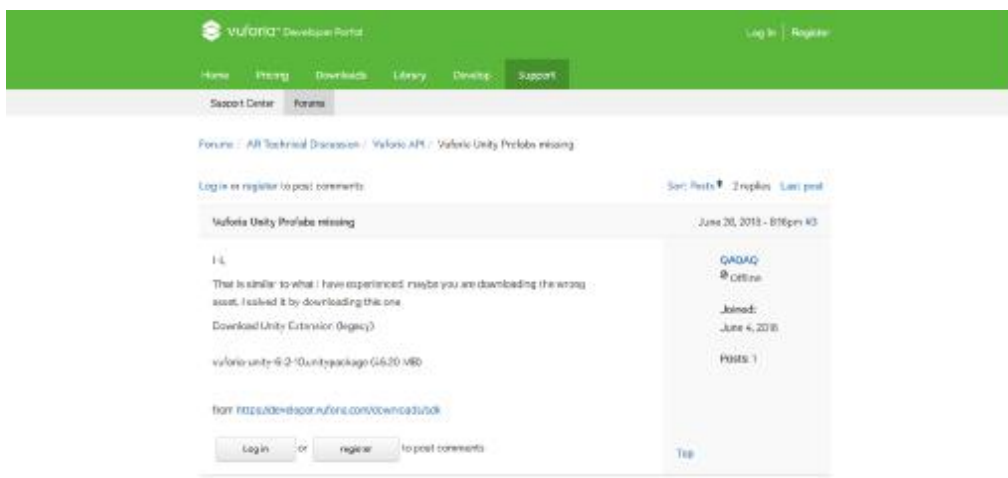 vuforia™ Developer Portal
Log In | Register
Home Pricing Downloads Library Develop Support
Support Center Forums
Forums / AR Technical Discussion / Vuforia API / Vuforia Unity Prefabs missing
Log in or register to post comments
Sort Posts 2 replies Last post
Vuforia Unity Prefabs missing
June 28, 2018 - 8:16pm #3
Hi,
That is similar to what I have experienced. maybe you are downloading the wrong
asset. I solved it by downloading this one
Download Unity Extension (legacy)
vuforia-unity-6-2-10.unitypackage (46.20 MB)
from https://developer.vuforia.com/downloads/sdk
Log in or register to post comments
QAQAQ
Offline
Joined:
June 4, 2018
Posts: 1
Top